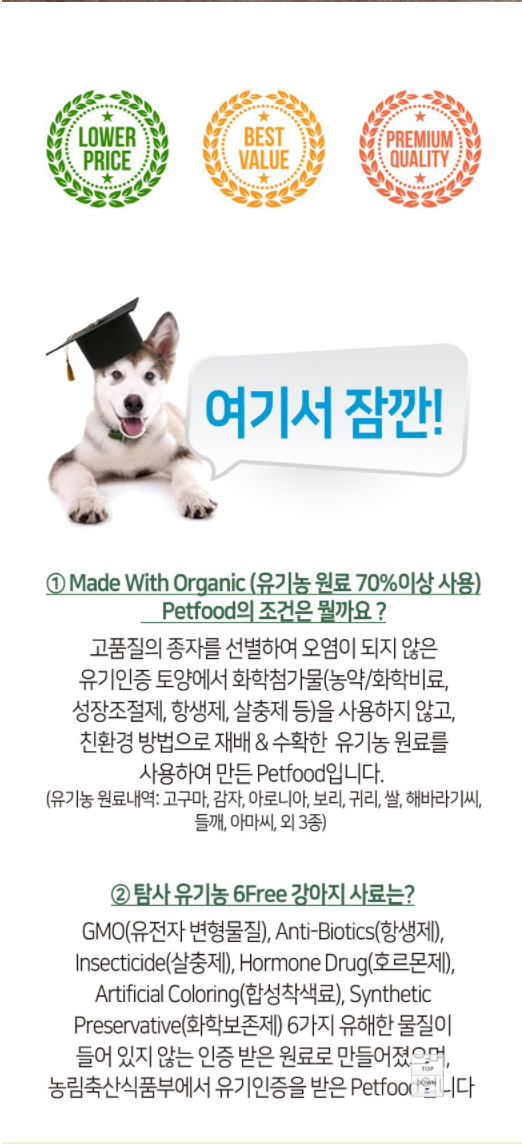 LOWER
PRICE
BEST
VALUE
PREMIUM
QUALITY
여기서 잠깐!
① Made With Organic (유기농 원료 70%이상 사용)
Petfood의 조건은 뭘까요 ?
고품질의 종자를 선별하여 오염이 되지 않은
유기인증 토양에서 화학첨가물(농약/화학비료,
성장조절제, 항생제, 살충제 등)을 사용하지 않고,
친환경 방법으로 재배 & 수확한 유기농 원료를
사용하여 만든 Petfood입니다.
(유기농 원료내역: 고구마, 감자, 아로니아, 보리, 귀리, 쌀, 해바라기씨,
들깨, 아마씨, 외 3종)
② 탐사 유기농 6Free 강아지 사료는?
GMO(유전자 변형물질), Anti-Biotics(항생제),
Insecticide(살충제), Hormone Drug(호르몬제),
Artificial Coloring(합성착색료), Synthetic
Preservative(화학보존제) 6가지 유해한 물질이
들어 있지 않는 인증 받은 원료로 만들어졌으며,
TOP
농림축산식품부에서 유기인증을 받은
DOWN